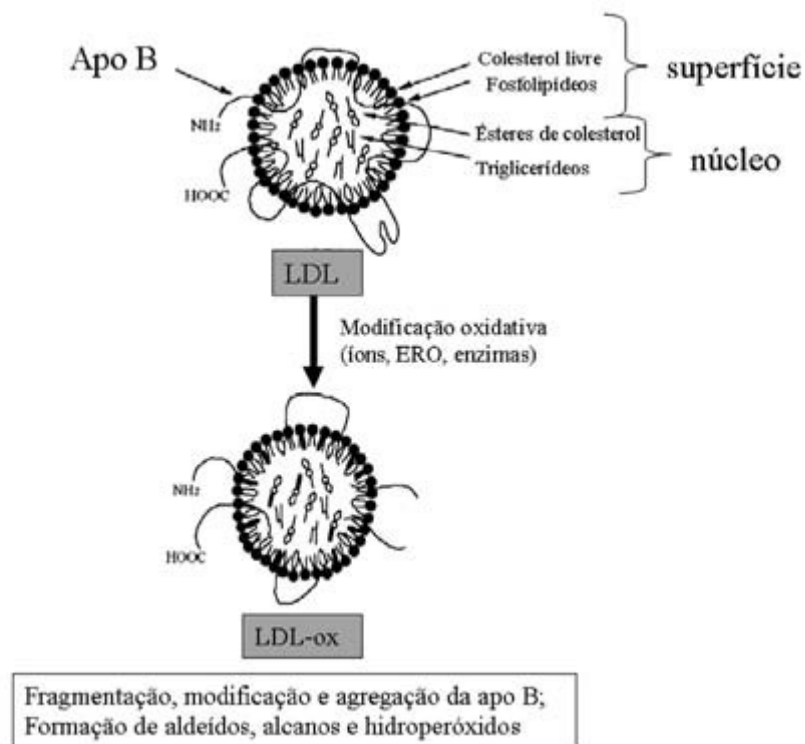 Apo B
Colesterol livre
Fosfolipídeos
superfície
NH₂
Ésteres de colesterol
Triglicerídeos
núcleo
HOOC
LDL
Modificação oxidativa
(íons, ERO, enzimas)
NH₂
HOOC
LDL-ox
Fragmentação, modificação e agregação da apo B;
Formação de aldeídos, alcanos e hidroperóxidos